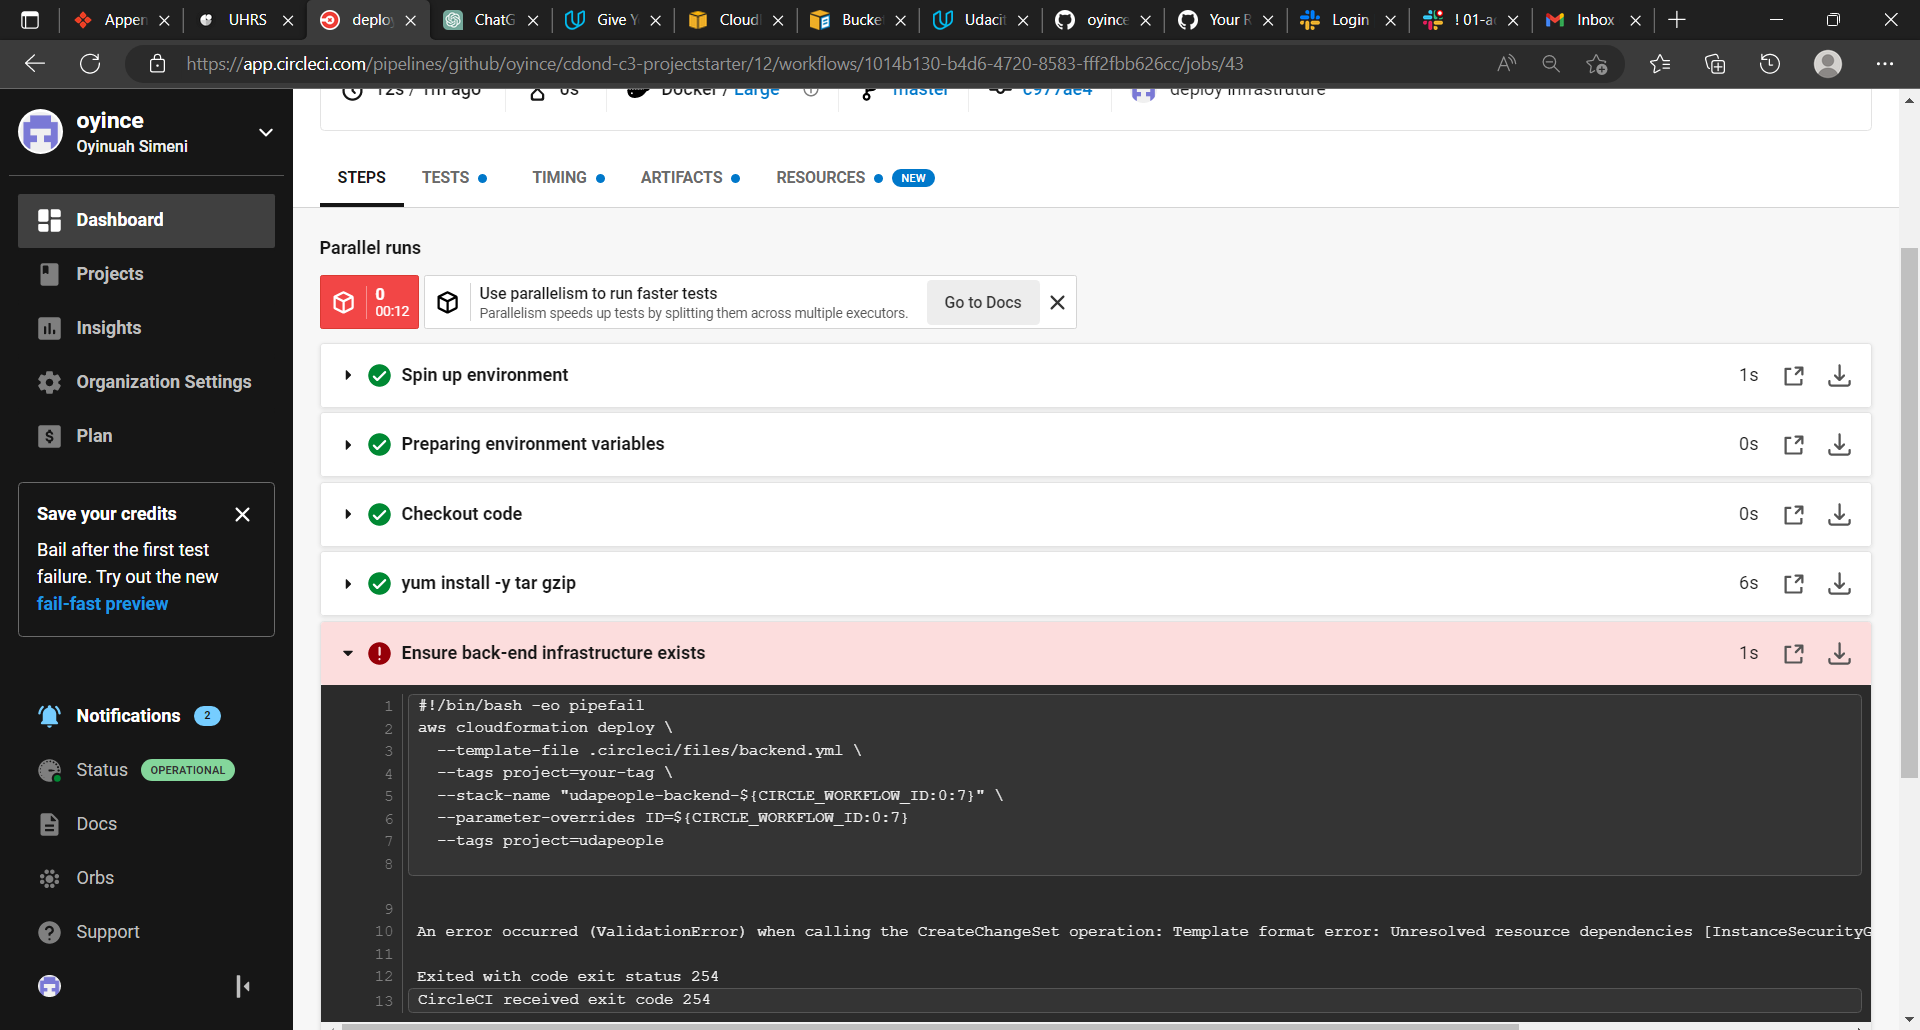 Apper
UHRS
deploy
ChatG
Give Y
Cloud
Bucke
Udacit
oyince
Your R
Login
! 01-a
Inbox
https://app.circleci.com/pipelines/github/oyince/cdond-c3-projectstarter/12/workflows/1014b130-b4d6-4720-8583-fff2fbb626cc/jobs/43
oyince
Oyinuah Simeni
Dashboard
Projects
Insights
Organization Settings
Plan
Save your credits
Bail after the first test
failure. Try out the new
fail-fast preview
Notifications 2
Status OPERATIONAL
Docs
Orbs
Support
12s / 1m ago
0s
Docker / Large
master
c977ae4
deploy infrastruture
STEPS
TESTS
TIMING
ARTIFACTS
RESOURCES NEW
Parallel runs
0
00:12
Use parallelism to run faster tests
Parallelism speeds up tests by splitting them across multiple executors.
Go to Docs
Spin up environment 1s
Preparing environment variables 0s
Checkout code 0s
yum install -y tar gzip 6s
Ensure back-end infrastructure exists 1s
1 #!/bin/bash -eo pipefail
2 aws cloudformation deploy \
3 --template-file .circleci/files/backend.yml \
4 --tags project=your-tag \
5 --stack-name "udapeople-backend-${CIRCLE_WORKFLOW_ID:0:7}" \
6 --parameter-overrides ID=${CIRCLE_WORKFLOW_ID:0:7}
7 --tags project=udapeople
8
9
10 An error occurred (ValidationError) when calling the CreateChangeSet operation: Template format error: Unresolved resource dependencies [InstanceSecurityG
11
12 Exited with code exit status 254
13 CircleCI received exit code 254